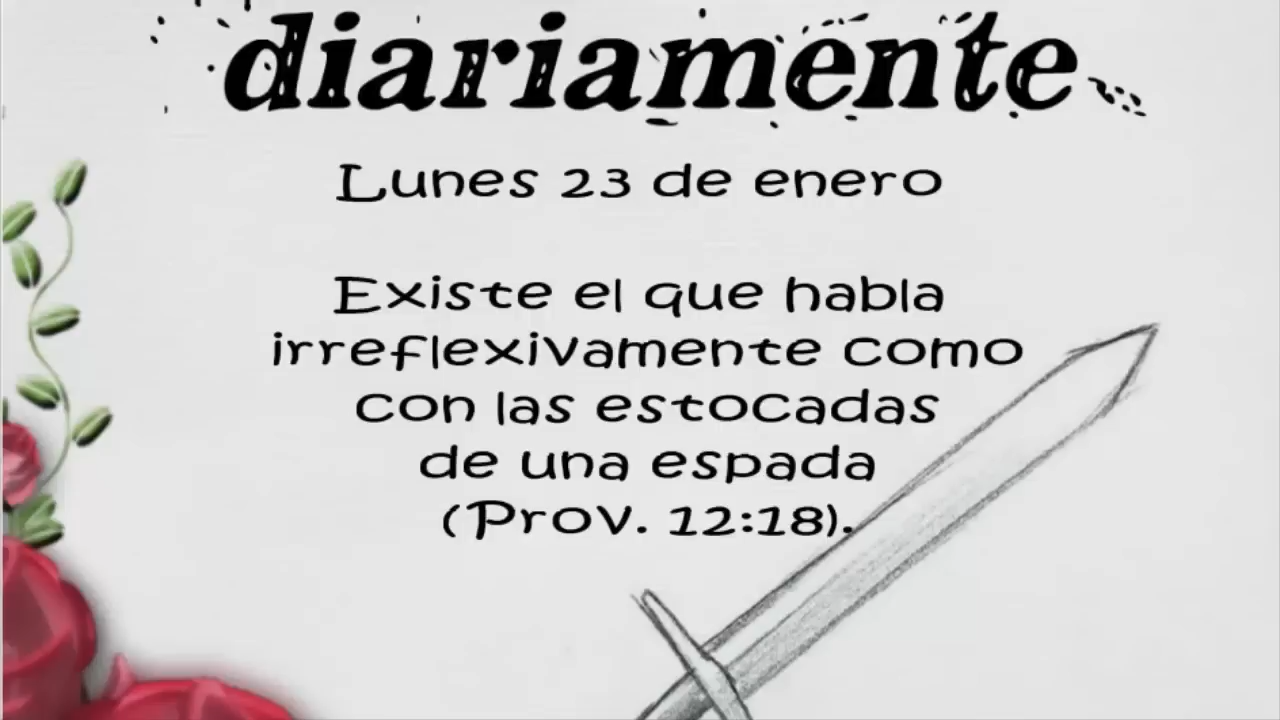 diariamente
Lunes 23 de enero
Existe el que habla
irreflexivamente como
con las estocadas
de una espada
(Prov. 12:18).